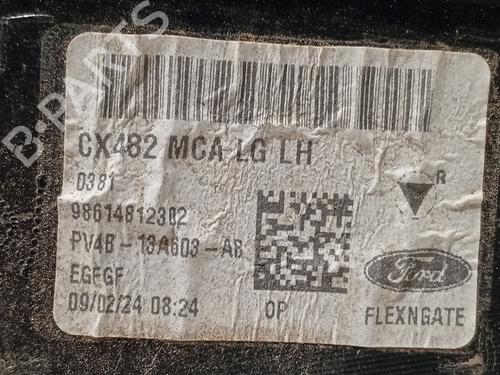 CX482 MCA LG LH
0381
98614812302
PV4B-13A603-AB
EGFGF
09/02/24 08:24
OP
R
Ford
FLEXNGATE
B-PARTS